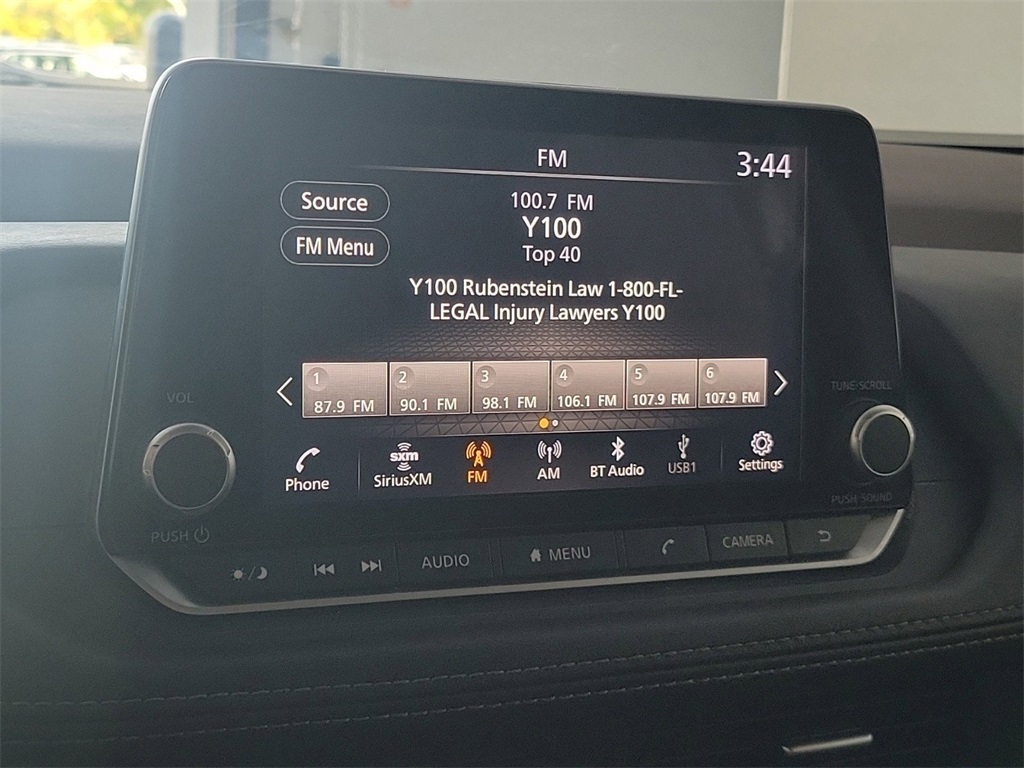 FM
3:44
Source
100.7 FM
Y100
FM Menu
Top 40
Y100 Rubenstein Law 1-800-FL-
LEGAL Injury Lawyers Y100
1 2 3 4 5 6
87.9 FM 90.1 FM 98.1 FM 106.1 FM 107.9 FM 107.9 FM
VOL
TUNE·SCROLL
sxm
Phone SiriusXM FM AM BT Audio USB1 Settings
PUSH
PUSH·SOUND
AUDIO MENU CAMERA